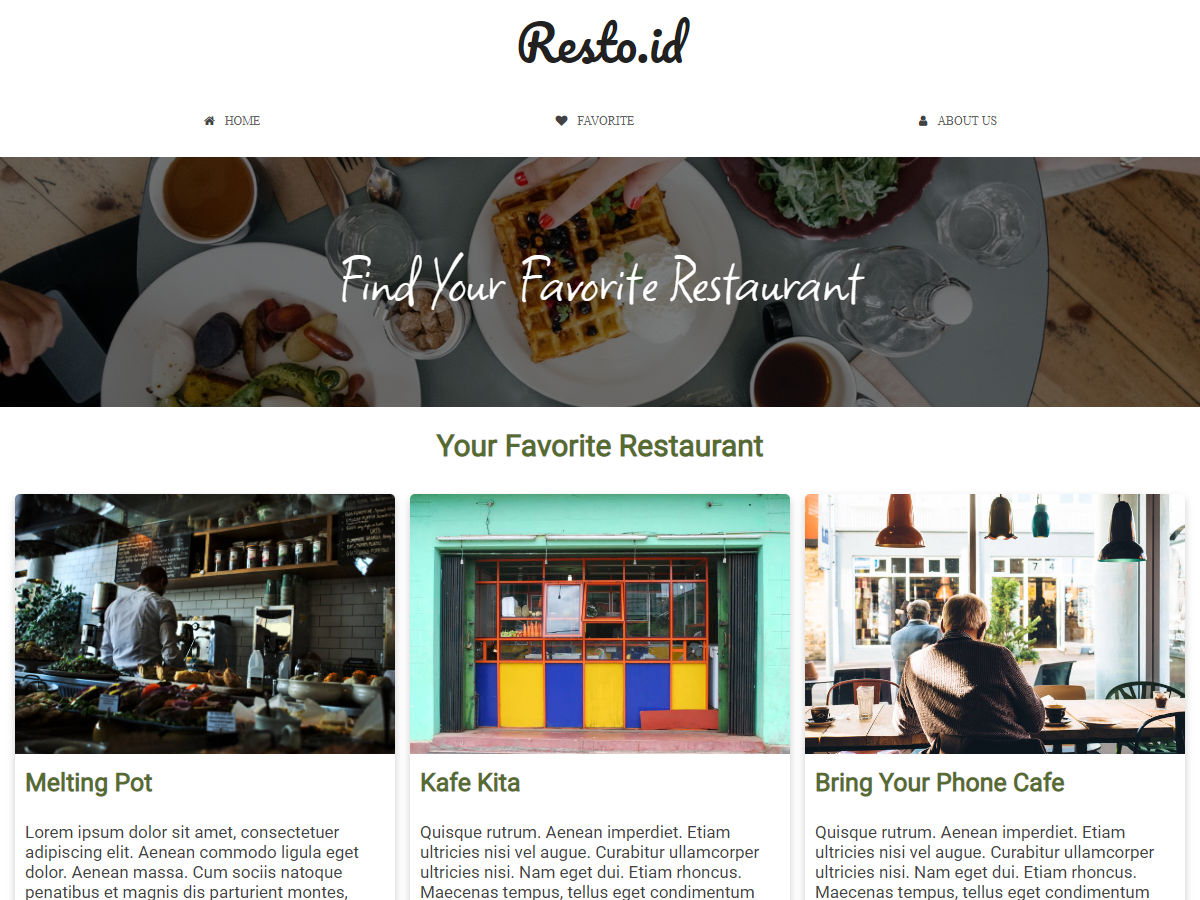 Resto.id
HOME
FAVORITE
ABOUT US
Find Your Favorite Restaurant
Your Favorite Restaurant
Melting Pot
Lorem ipsum dolor sit amet, consectetuer
adipiscing elit. Aenean commodo ligula eget
dolor. Aenean massa. Cum sociis natoque
penatibus et magnis dis parturient montes,
Kafe Kita
Quisque rutrum. Aenean imperdiet. Etiam
ultricies nisi vel augue. Curabitur ullamcorper
ultricies nisi. Nam eget dui. Etiam rhoncus.
Maecenas tempus, tellus eget condimentum
Bring Your Phone Cafe
Quisque rutrum. Aenean imperdiet. Etiam
ultricies nisi vel augue. Curabitur ullamcorper
ultricies nisi. Nam eget dui. Etiam rhoncus.
Maecenas tempus, tellus eget condimentum